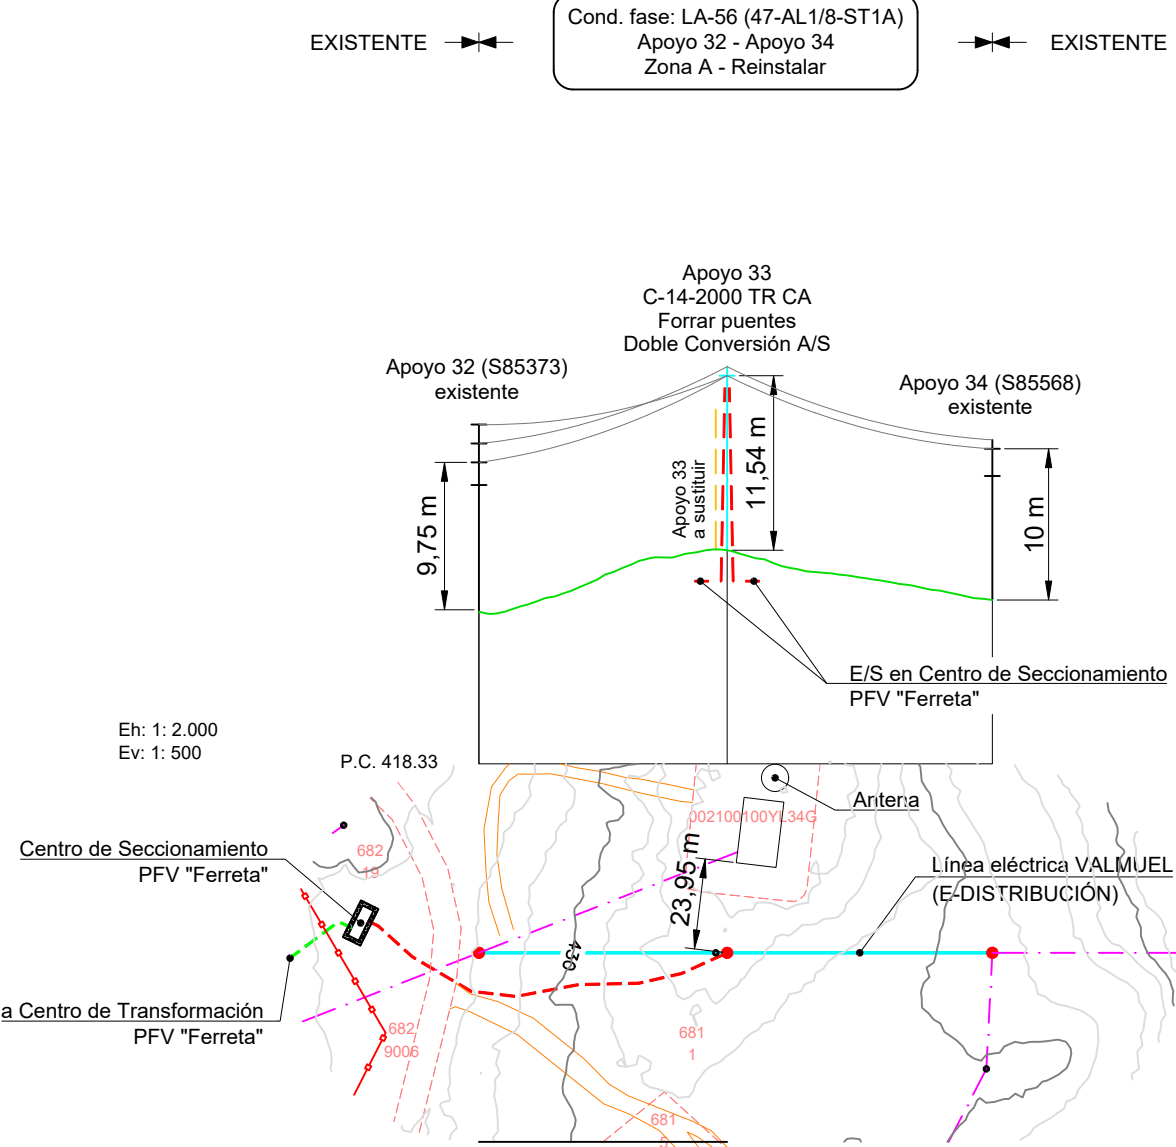 Cond. fase: LA-56 (47-AL1/8-ST1A)
EXISTENTE
Apoyo 32 - Apoyo 34
EXISTENTE
Zona A - Reinstalar
Apoyo 33
C-14-2000 TR CA
Forrar puentes
Doble Conversión A/S
Apoyo 32 (S85373)
existente
Apoyo 34 (S85568)
existente
Apoyo 33
a sustituir
11,54 m
9,75 m
10 m
E/S en Centro de Seccionamiento
PFV "Ferreta"
Eh: 1: 2.000
Ev: 1: 500
P.C. 418.33
Antena
002100100YL34G
Centro de Seccionamiento
PFV "Ferreta"
682
19
23,95 m
Línea eléctrica VALMUEL
(E-DISTRIBUCIÓN)
430
a Centro de Transformación
PFV "Ferreta"
682
9006
681
1
681